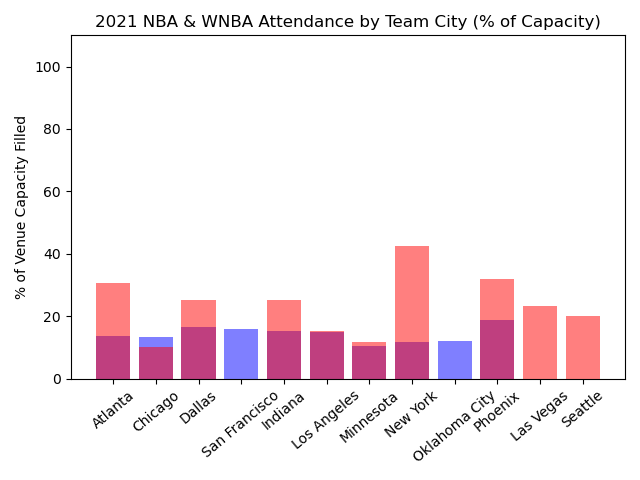 2021 NBA & WNBA Attendance by Team City (% of Capacity)
% of Venue Capacity Filled
100
80
60
40
20
0
Atlanta
Chicago
Dallas
San Francisco
Indiana
Los Angeles
Minnesota
New York
Oklahoma City
Phoenix
Las Vegas
Seattle